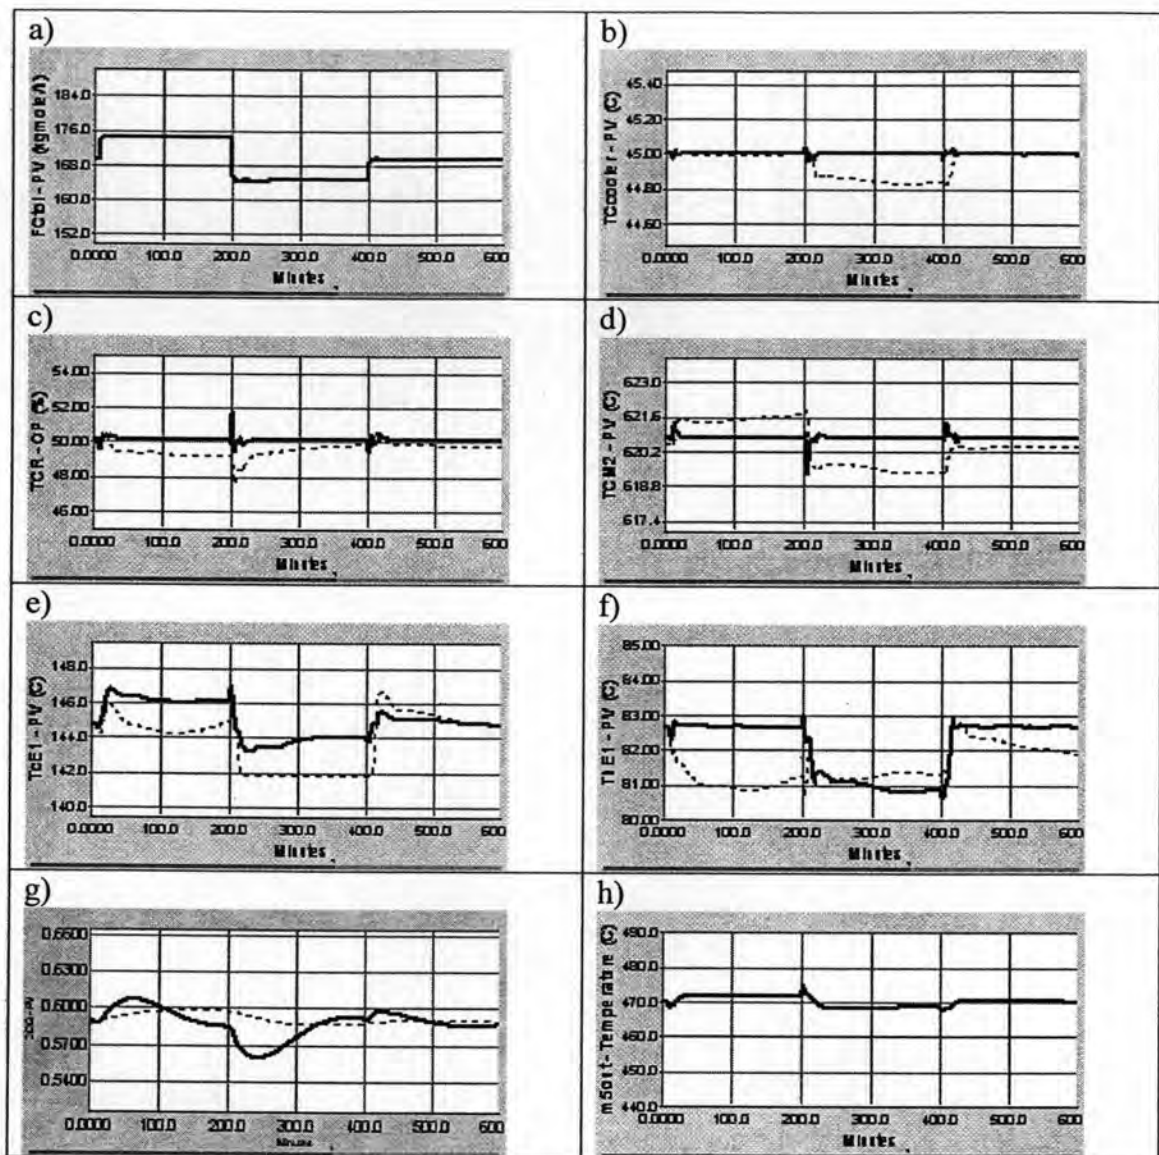 a)
FCtol - PV (kgmole/h)
184.0
176.0
168.0
160.0
152.0
0.0000 100.0 200.0 300.0 400.0 500.0 600
Minutes
b)
TCcooler - PV (C)
45.40
45.20
45.00
44.80
44.60
0.0000 100.0 200.0 300.0 400.0 500.0 600
Minutes
c)
TCR - OP (%)
54.00
52.00
50.00
48.00
46.00
0.0000 100.0 200.0 300.0 400.0 500.0 600
Minutes
d)
TCM2 - PV (C)
623.0
621.6
620.2
618.8
617.4
0.0000 100.0 200.0 300.0 400.0 500.0 600
Minutes
e)
- PV (C)
148.0
146.0
144.0
142.0
140.0
0.0000 100.0 200.0 300.0 400.0 500.0 600
Minutes
f)
- PV (C)
85.00
84.00
83.00
82.00
81.00
80.00
0.0000 100.0 200.0 300.0 400.0 500.0 600
Minutes
g)
0.6600
0.6300
0.6000
0.5700
0.5400
0.0000 100.0 200.0 300.0 400.0 500.0 600
Minutes
h)
mSout - Temperature (C)
490.0
480.0
470.0
460.0
450.0
440.0
0.0000 100.0 200.0 300.0 400.0 500.0 600
Minutes